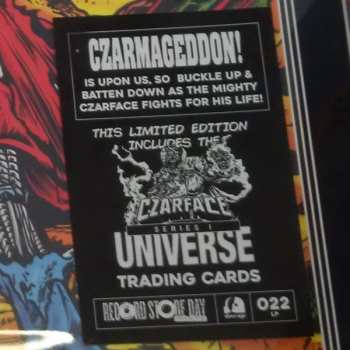 CZARMAGEDDON!
IS UPON US, SO BUCKLE UP &
BATTEN DOWN AS THE MIGHTY
CZARFACE FIGHTS FOR HIS LIFE!
THIS LIMITED EDITION
INCLUDES THE
CZARFACE
SERIES 1
UNIVERSE
TRADING CARDS
RECORD STORE DAY
022
LP